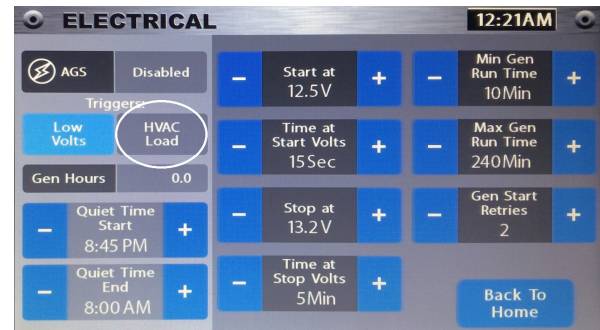 ELECTRICAL
12:21AM
AGS
Disabled
Triggers:
Low
Volts
HVAC
Load
Gen Hours
0.0
Quiet Time
Start
8:45 PM
Quiet Time
End
8:00 AM
Start at
12.5V
Time at
Start Volts
15Sec
Stop at
13.2V
Time at
Stop Volts
5Min
Min Gen
Run Time
10Min
Max Gen
Run Time
240Min
Gen Start
Retries
2
Back To
Home